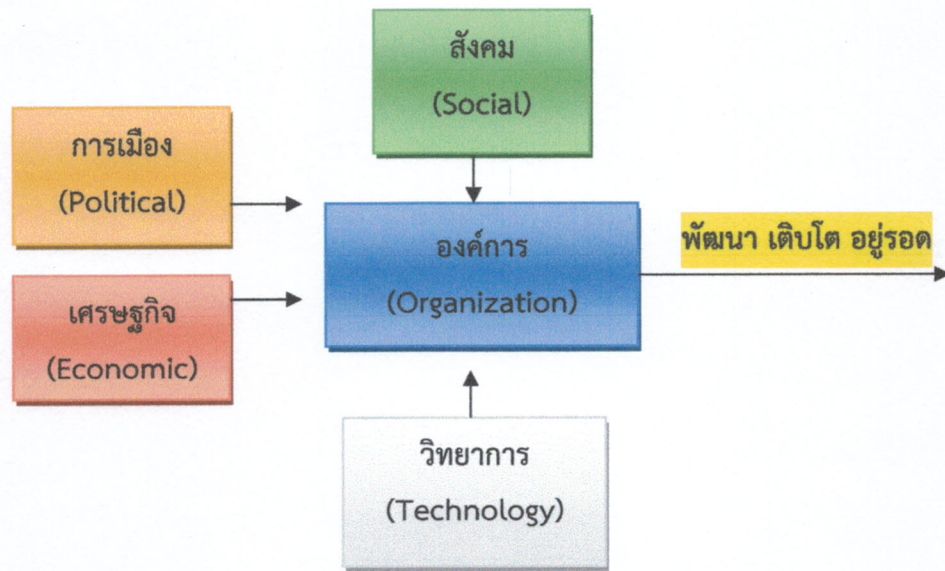 สังคม
(Social)
การเมือง
(Political)
องค์การ
(Organization)
พัฒนา เติบโต อยู่รอด
เศรษฐกิจ
(Economic)
วิทยาการ
(Technology)